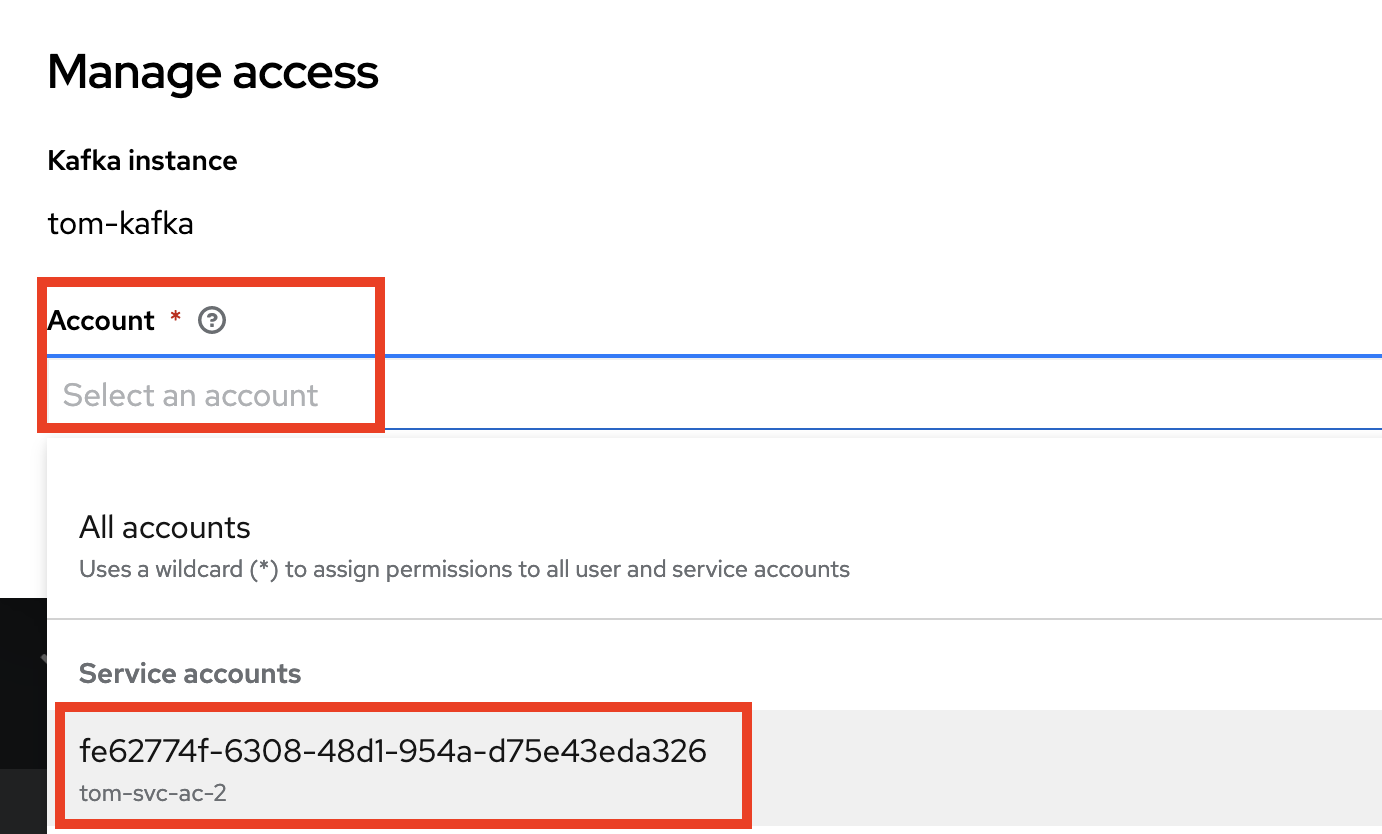 Manage access
Kafka instance
tom-kafka
Account *
Select an account
All accounts
Uses a wildcard (*) to assign permissions to all user and service accounts
Service accounts
fe62774f-6308-48d1-954a-d75e43eda326
tom-svc-ac-2